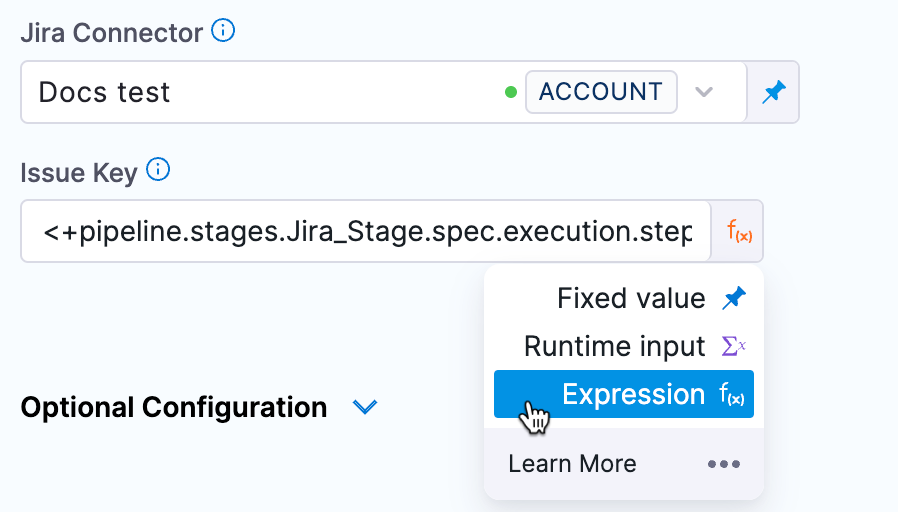 Jira Connector
Docs test ACCOUNT
Issue Key
<+pipeline.stages.Jira_Stage.spec.execution.step f(x)
Fixed value
Runtime input Σx
Expression f(x)
Optional Configuration
Learn More